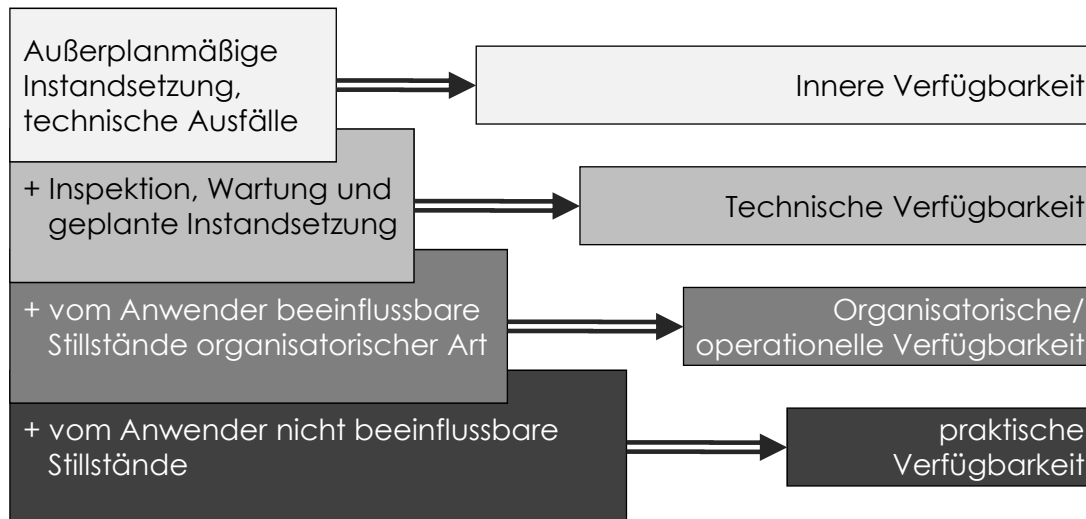 Außerplanmäßige
Instandsetzung,
technische Ausfälle
Innere Verfügbarkeit
+ Inspektion, Wartung und
geplante Instandsetzung
Technische Verfügbarkeit
+ vom Anwender beeinflussbare
Stillstände organisatorischer Art
Organisatorische/
operationelle Verfügbarkeit
+ vom Anwender nicht beeinflussbare
Stillstände
praktische
Verfügbarkeit